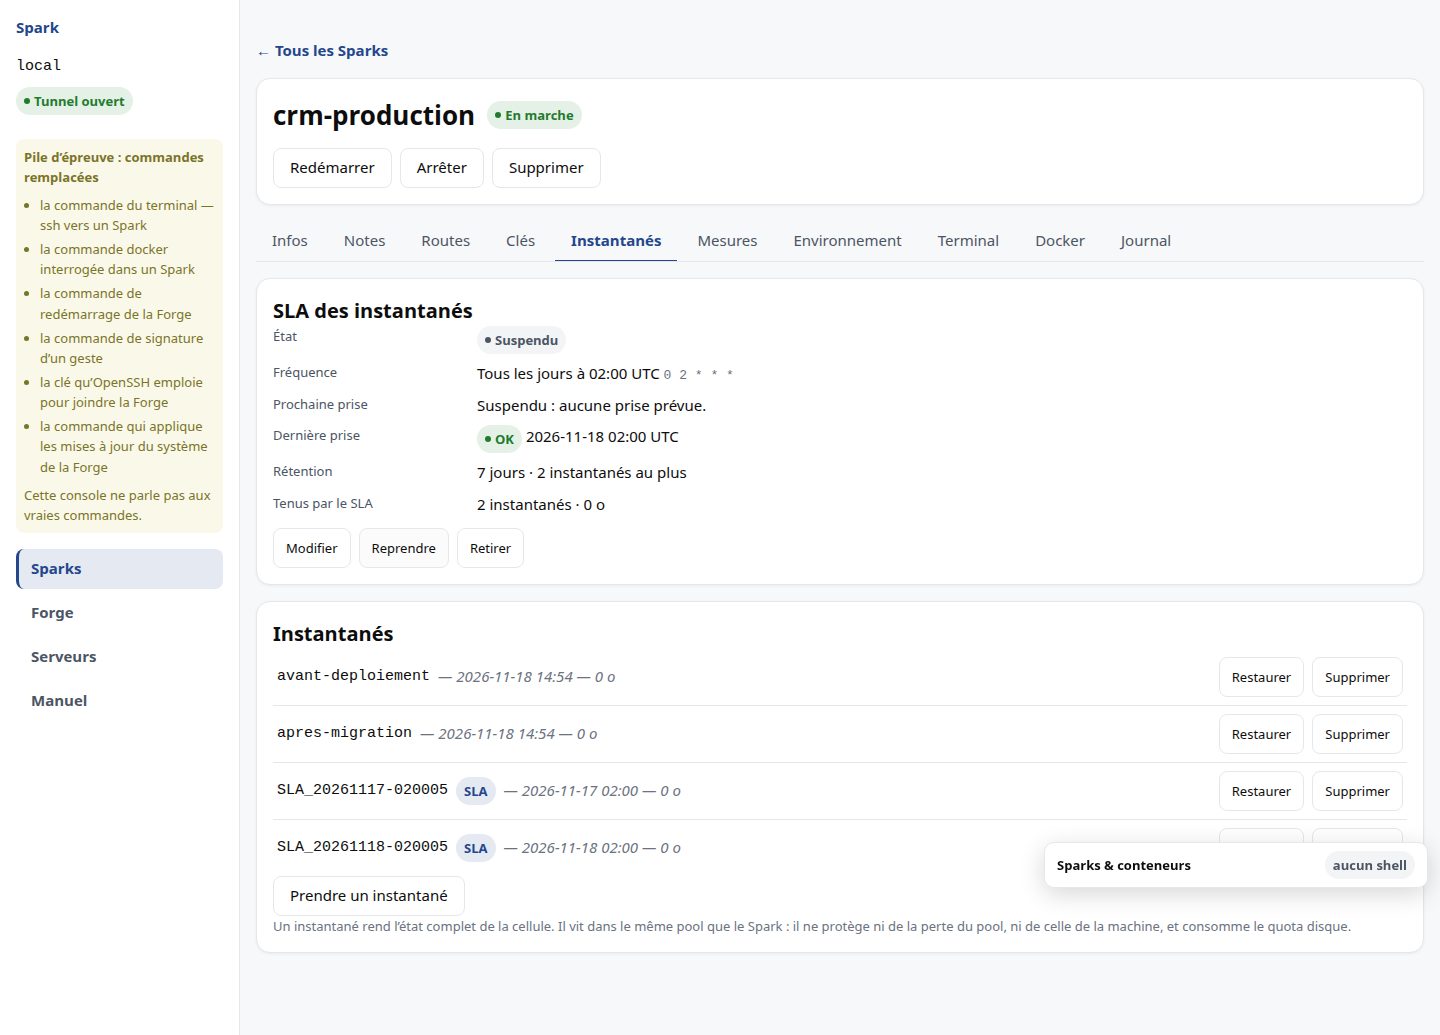 Spark
local
Tunnel ouvert
Pile d’épreuve : commandes
remplacées
la commande du terminal —
ssh vers un Spark
la commande docker
interrogée dans un Spark
la commande de
redémarrage de la Forge
la commande de signature
d’un geste
la clé qu’OpenSSH emploie
pour joindre la Forge
la commande qui applique
les mises à jour du système
de la Forge
Cette console ne parle pas aux
vraies commandes.
Sparks
Forge
Serveurs
Manuel
← Tous les Sparks
crm-production En marche
Redémarrer Arrêter Supprimer
Infos Notes Routes Clés Instantanés Mesures Environnement Terminal Docker Journal
SLA des instantanés
État Suspendu
Fréquence Tous les jours à 02:00 UTC 0 2 * * *
Prochaine prise Suspendu : aucune prise prévue.
Dernière prise OK 2026-11-18 02:00 UTC
Rétention 7 jours · 2 instantanés au plus
Tenus par le SLA 2 instantanés · 0 o
Modifier Reprendre Retirer
Instantanés
avant-deploiement — 2026-11-18 14:54 — 0 o Restaurer Supprimer
apres-migration — 2026-11-18 14:54 — 0 o Restaurer Supprimer
SLA_20261117-020005 SLA — 2026-11-17 02:00 — 0 o Restaurer Supprimer
SLA_20261118-020005 SLA — 2026-11-18 02:00 — 0 o
Sparks & conteneurs aucun shell
Prendre un instantané
Un instantané rend l’état complet de la cellule. Il vit dans le même pool que le Spark : il ne protège ni de la perte du pool, ni de celle de la machine, et consomme le quota disque.